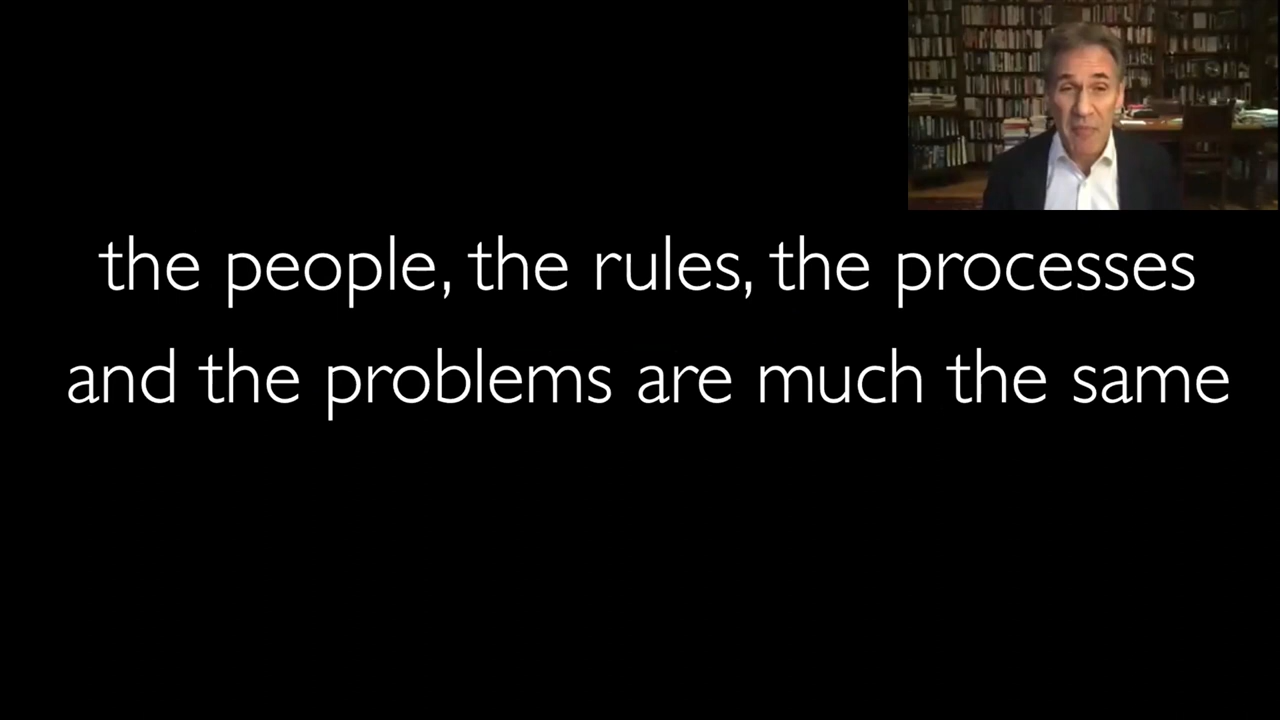 the people, the rules, the processes
and the problems are much the same